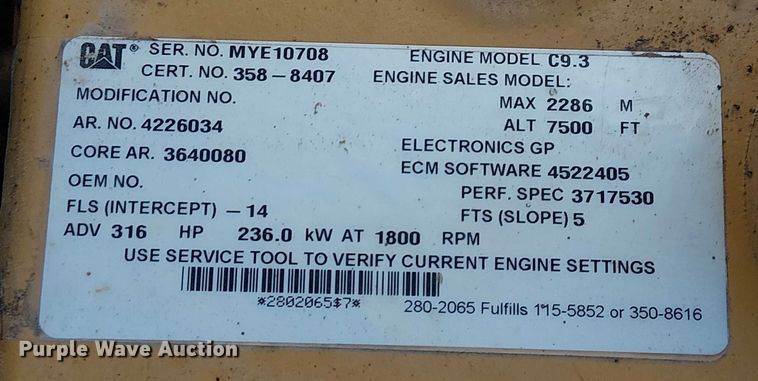 CAT® SER. NO. MYE10708 ENGINE MODEL C9.3
CERT. NO. 358-8407 ENGINE SALES MODEL:
MODIFICATION NO. MAX 2286 M
AR. NO. 4226034 ALT 7500 FT
CORE AR. 3640080 ELECTRONICS GP
ECM SOFTWARE 4522405
OEM NO. PERF. SPEC 3717530
FLS (INTERCEPT) -14 FTS (SLOPE) 5
ADV 316 HP 236.0 kW AT 1800 RPM
USE SERVICE TOOL TO VERIFY CURRENT ENGINE SETTINGS
*2802065$7* 280-2065 Fulfills 115-5852 or 350-8616
Purple Wave Auction